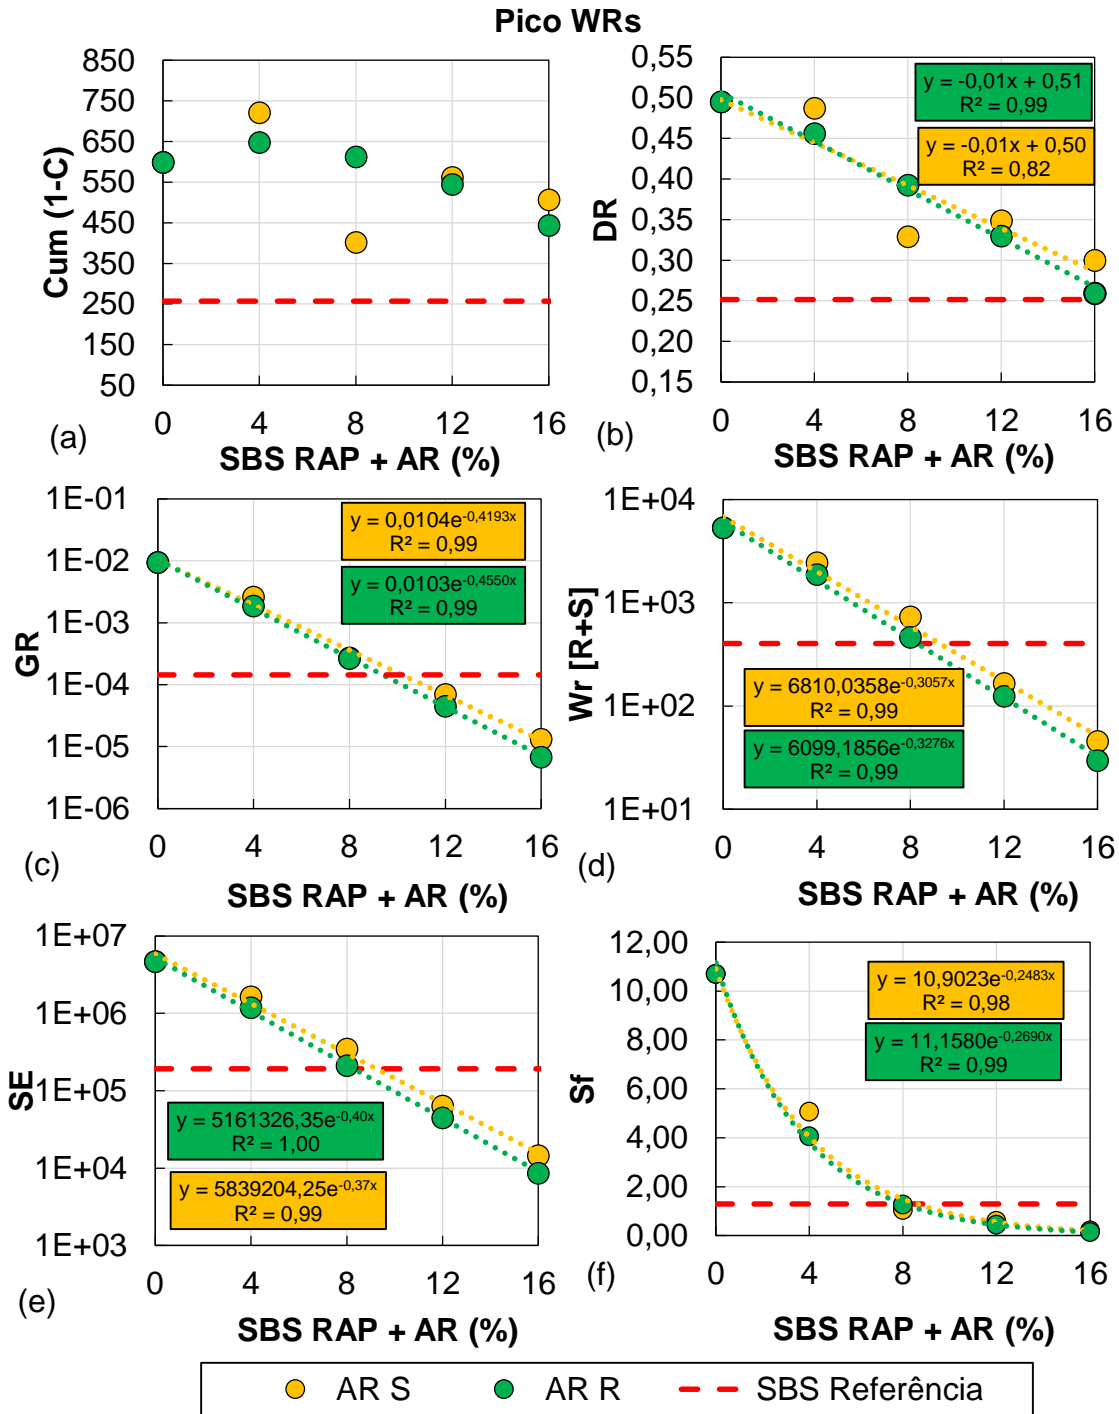 Pico WRs
850
750
650
550
450
350
250
150
50
Cum (1-C)
0 4 8 12 16
(a)
SBS RAP + AR (%)
0,55
0,50
0,45
0,40
0,35
0,30
0,25
0,20
0,15
DR
y = -0,01x + 0,51
R² = 0,99
y = -0,01x + 0,50
R² = 0,82
0 4 8 12 16
(b)
SBS RAP + AR (%)
1E-01
1E-02
1E-03
1E-04
1E-05
1E-06
GR
y = 0,0104e^-0,4193x
R² = 0,99
y = 0,0103e^-0,4550x
R² = 0,99
0 4 8 12 16
(c)
SBS RAP + AR (%)
1E+04
1E+03
1E+02
1E+01
Wr [R+S]
y = 6810,0358e^-0,3057x
R² = 0,99
y = 6099,1856e^-0,3276x
R² = 0,99
0 4 8 12 16
(d)
SBS RAP + AR (%)
1E+07
1E+06
1E+05
1E+04
1E+03
SE
y = 5161326,35e^-0,40x
R² = 1,00
y = 5839204,25e^-0,37x
R² = 0,99
0 4 8 12 16
(e)
SBS RAP + AR (%)
12,00
10,00
8,00
6,00
4,00
2,00
0,00
Sf
y = 10,9023e^-0,2483x
R² = 0,98
y = 11,1580e^-0,2690x
R² = 0,99
0 4 8 12 16
(f)
SBS RAP + AR (%)
AR S AR R SBS Referência